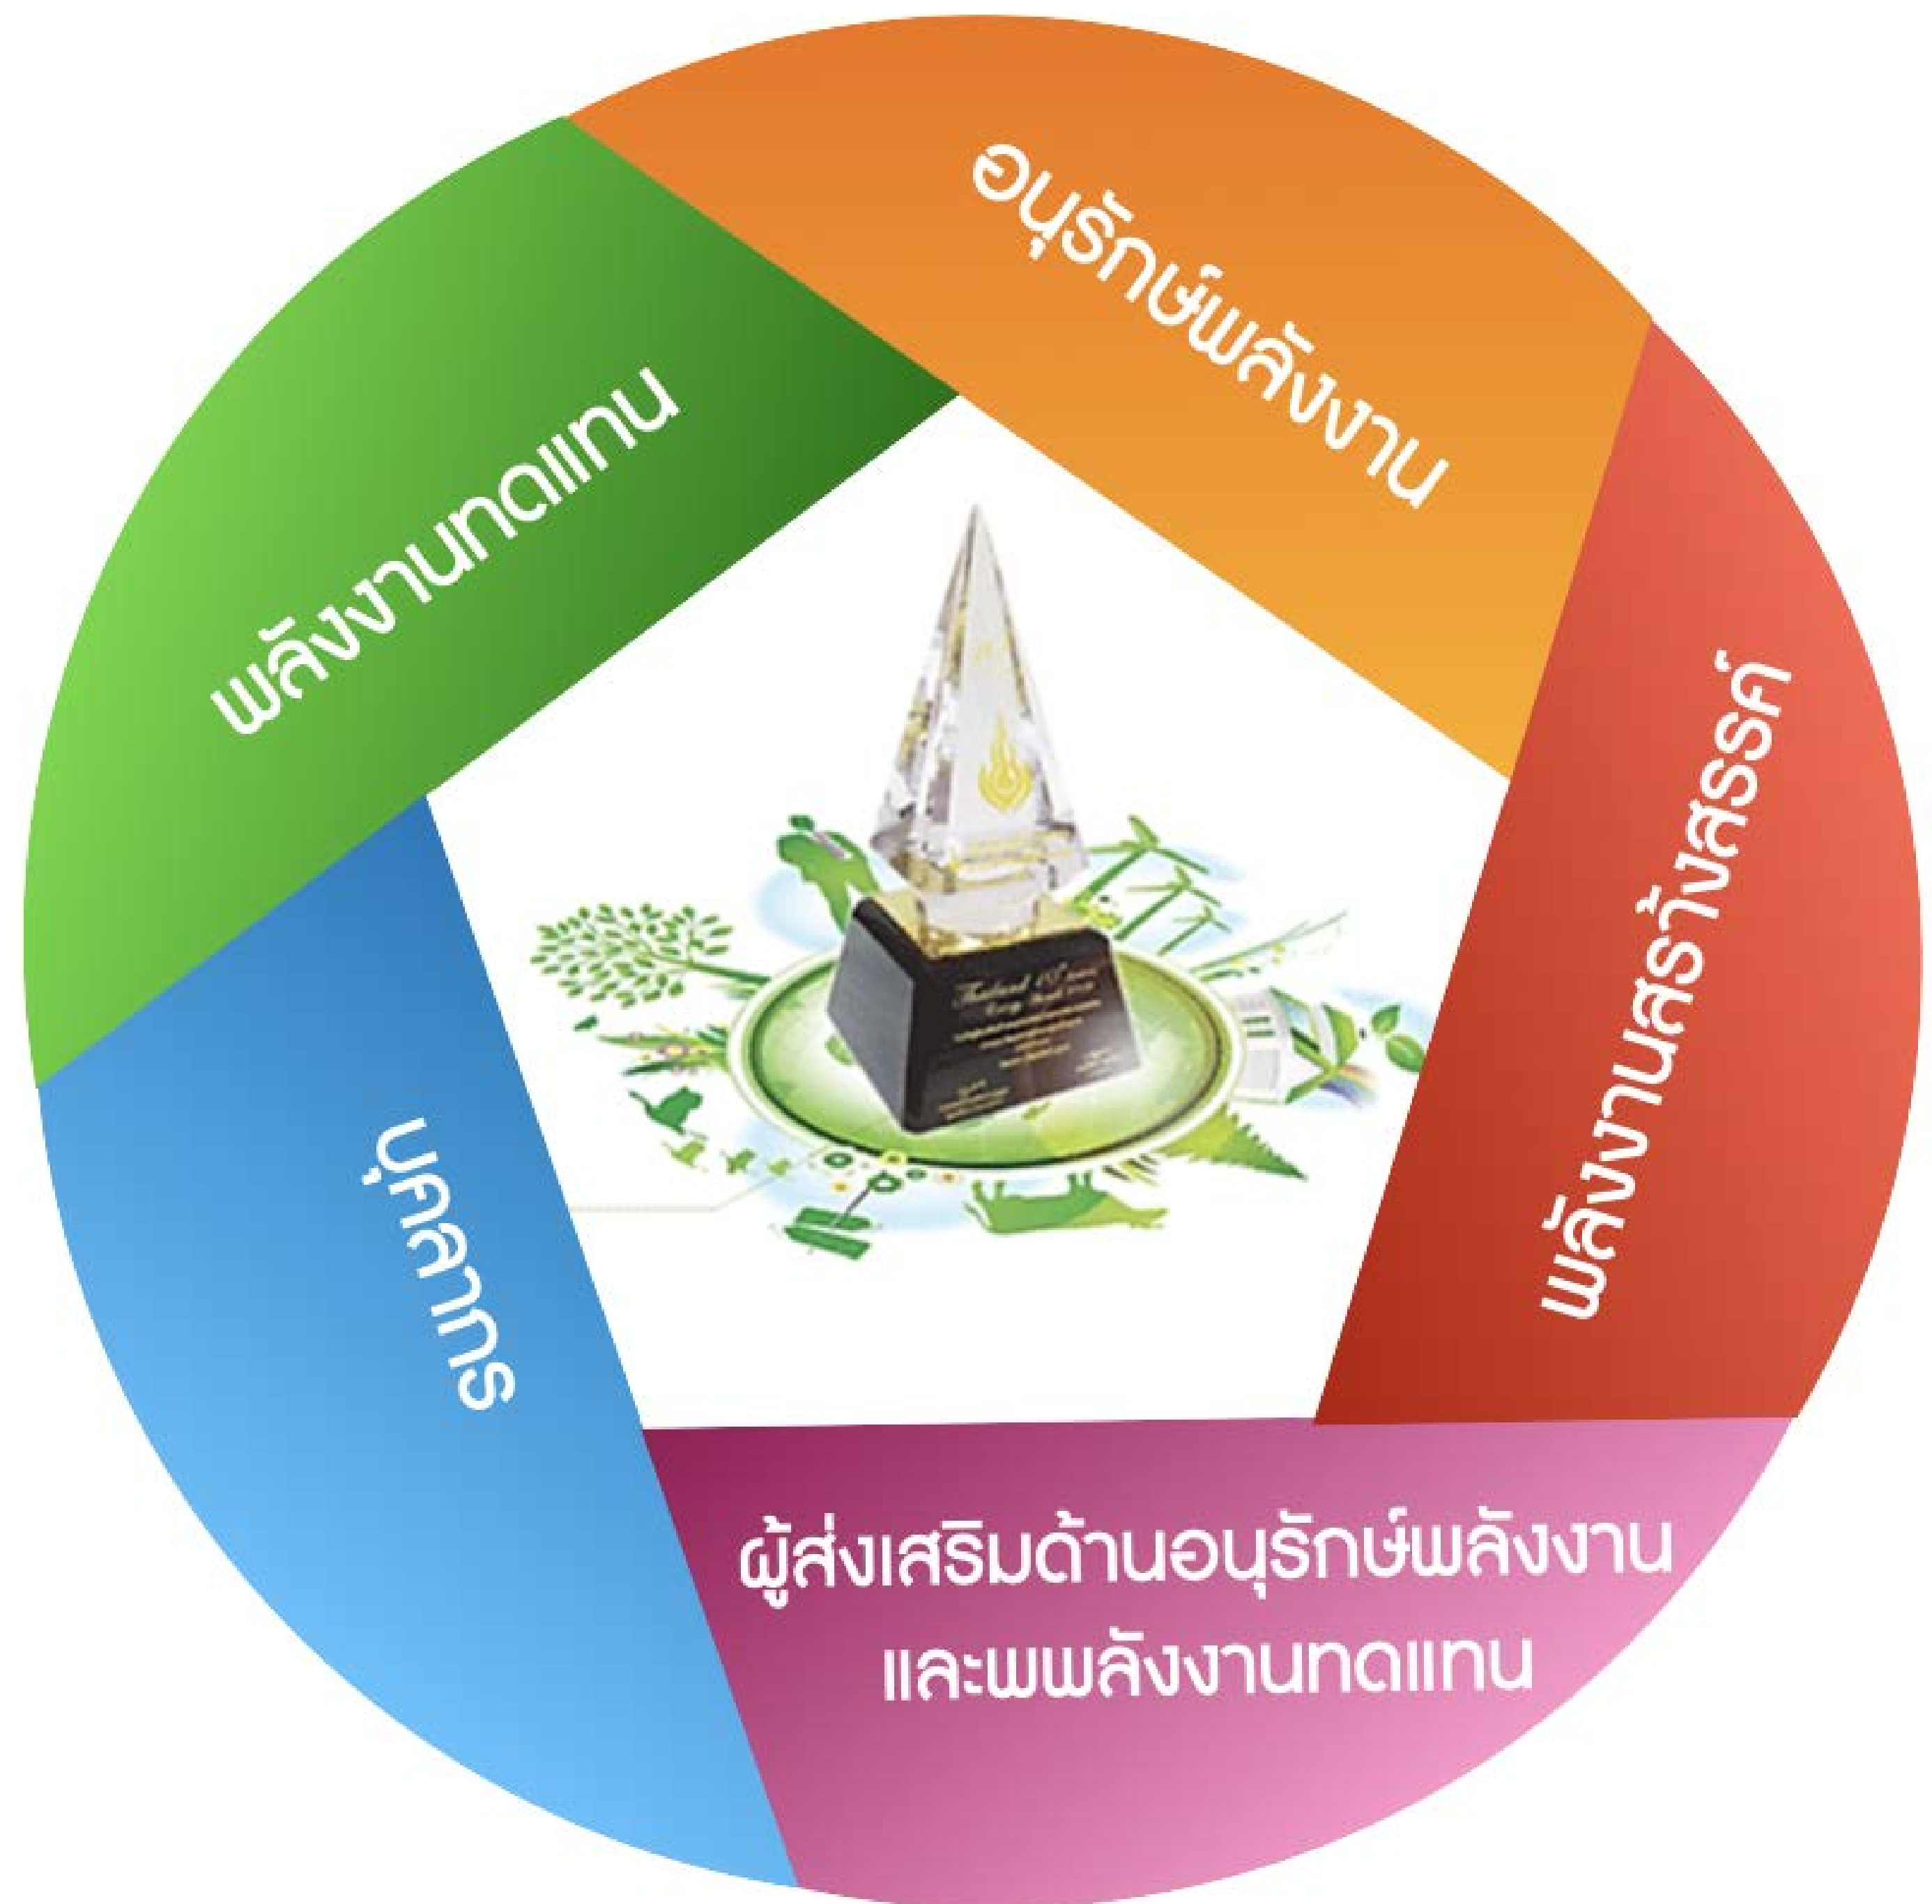 อนุรักษ์พลังงาน
พลังงานทดแทน
พลังงานสร้างสรรค์
บุคลากร
ผู้ส่งเสริมด้านอนุรักษ์พลังงาน
และพพลังงานทดแทน
Thailand